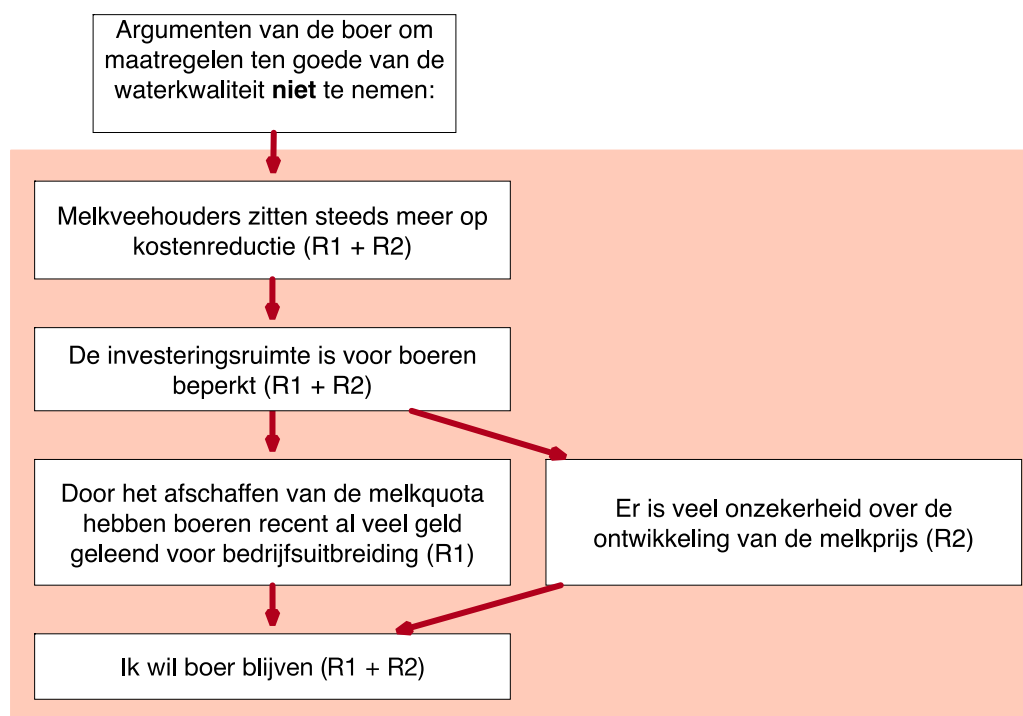 Argumenten van de boer om
maatregelen ten goede van de
waterkwaliteit niet te nemen:
Melkveehouders zitten steeds meer op
kostenreductie (R1 + R2)
De investeringsruimte is voor boeren
beperkt (R1 + R2)
Door het afschaffen van de melkquota
hebben boeren recent al veel geld
geleend voor bedrijfsuitbreiding (R1)
Er is veel onzekerheid over de
ontwikkeling van de melkprijs (R2)
Ik wil boer blijven (R1 + R2)